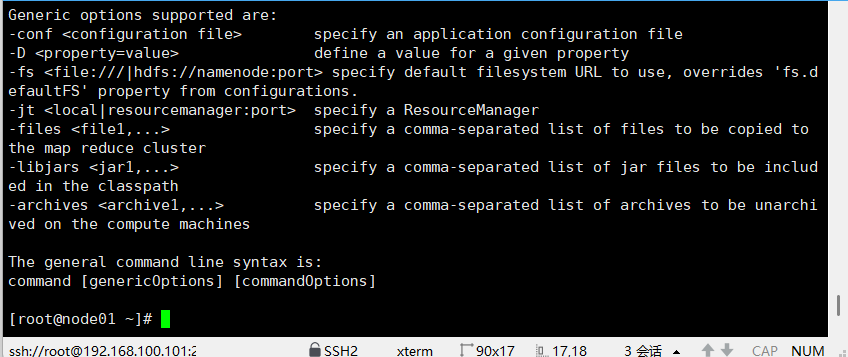 Generic options supported are:
-conf <configuration file>        specify an application configuration file
-D <property=value>               define a value for a given property
-fs <file:///|hdfs://namenode:port> specify default filesystem URL to use, overrides 'fs.d
efaultFS' property from configurations.
-jt <local|resourcemanager:port>  specify a ResourceManager
-files <file1,...>                specify a comma-separated list of files to be copied to
the map reduce cluster
-libjars <jar1,...>               specify a comma-separated list of jar files to be includ
ed in the classpath
-archives <archive1,...>          specify a comma-separated list of archives to be unarchi
ved on the compute machines

The general command line syntax is:
command [genericOptions] [commandOptions]

[root@node01 ~]#
ssh://root@192.168.100.101:2 SSH2 xterm 90x17 17,18 3 会话 CAP NUM